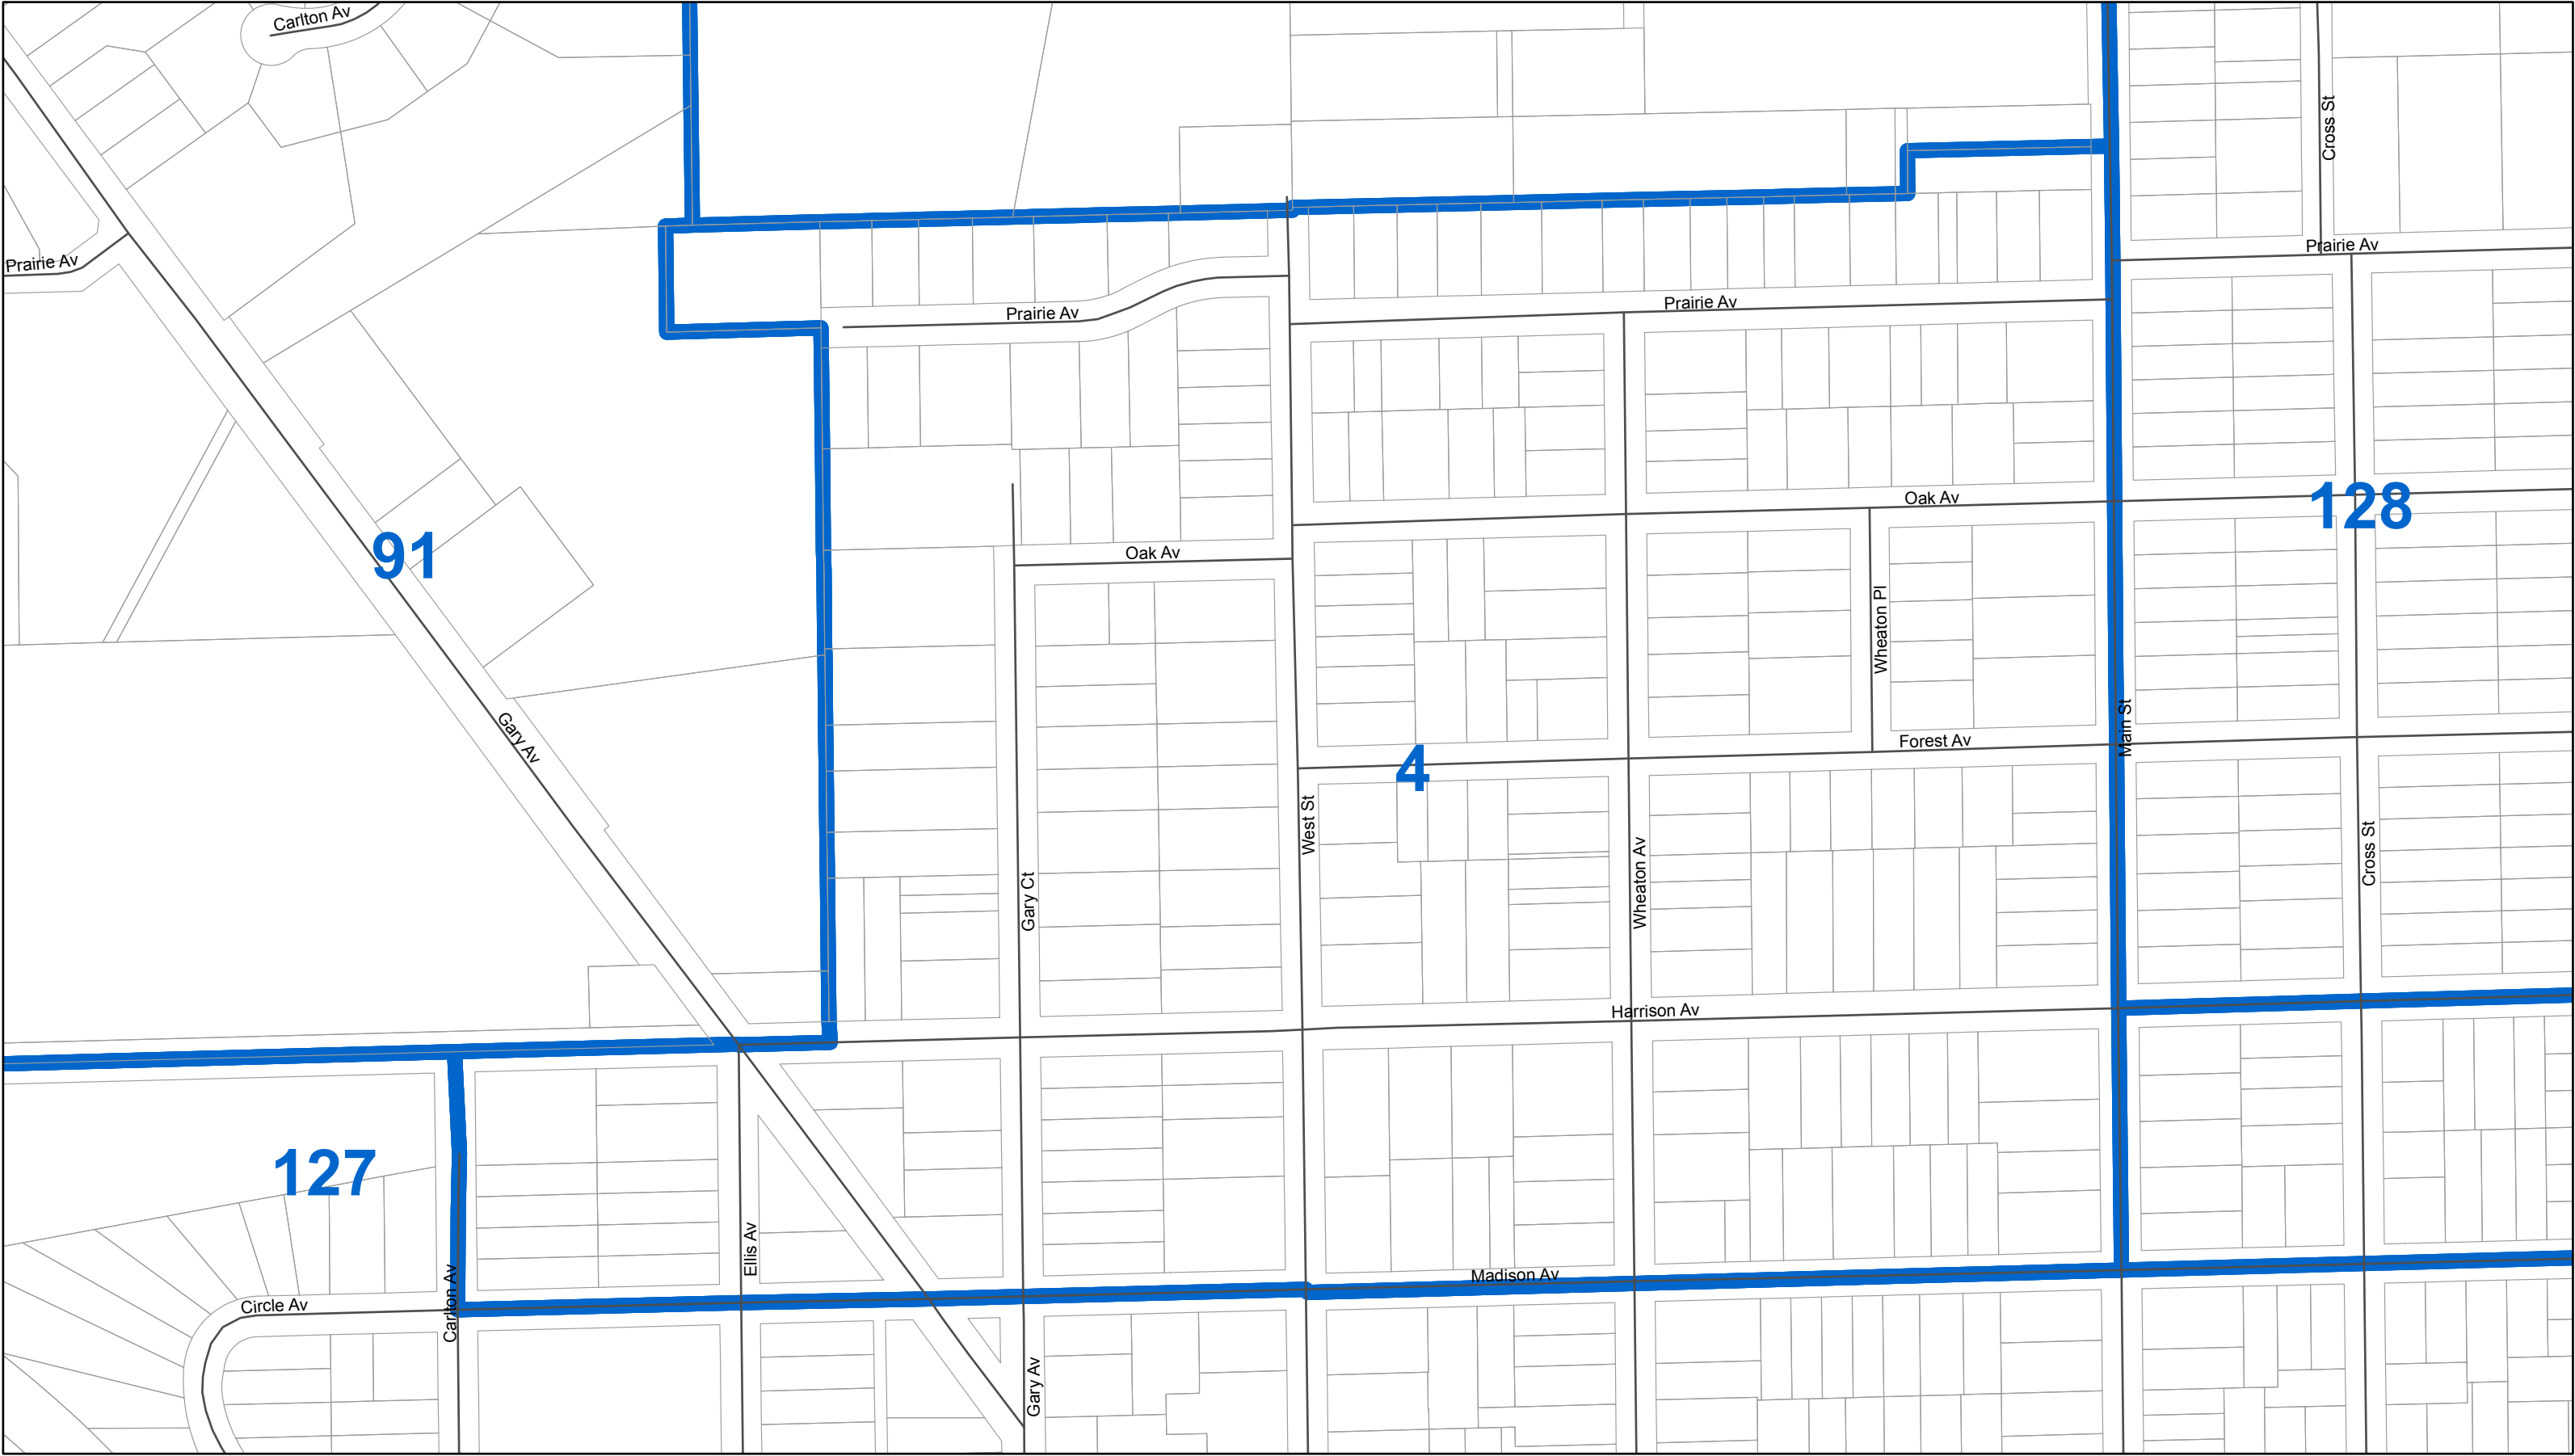 Carlton Av
Cross St
Prairie Av
Prairie Av
Prairie Av
Prairie Av
128
Oak Av
91
Oak Av
Wheaton Pl
Gary Av
Main St
Forest Av
4
West St
Cross St
Wheaton Av
Gary Ct
Harrison Av
127
Ellis Av
Madison Av
Circle Av
Carlton Av
Gary Av